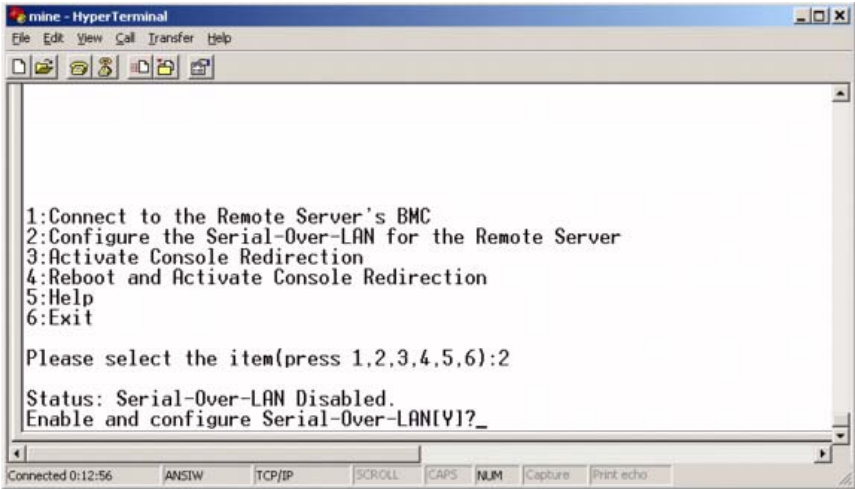 mine - HyperTerminal
File Edit View Call Transfer Help
1:Connect to the Remote Server's BMC
2:Configure the Serial-Over-LAN for the Remote Server
3:Activate Console Redirection
4:Reboot and Activate Console Redirection
5:Help
6:Exit
Please select the item(press 1,2,3,4,5,6):2
Status: Serial-Over-LAN Disabled.
Enable and configure Serial-Over-LAN[Y]?_
Connected 0:12:56 ANSIW TCP/IP SCROLL CAPS NUM Capture Print echo